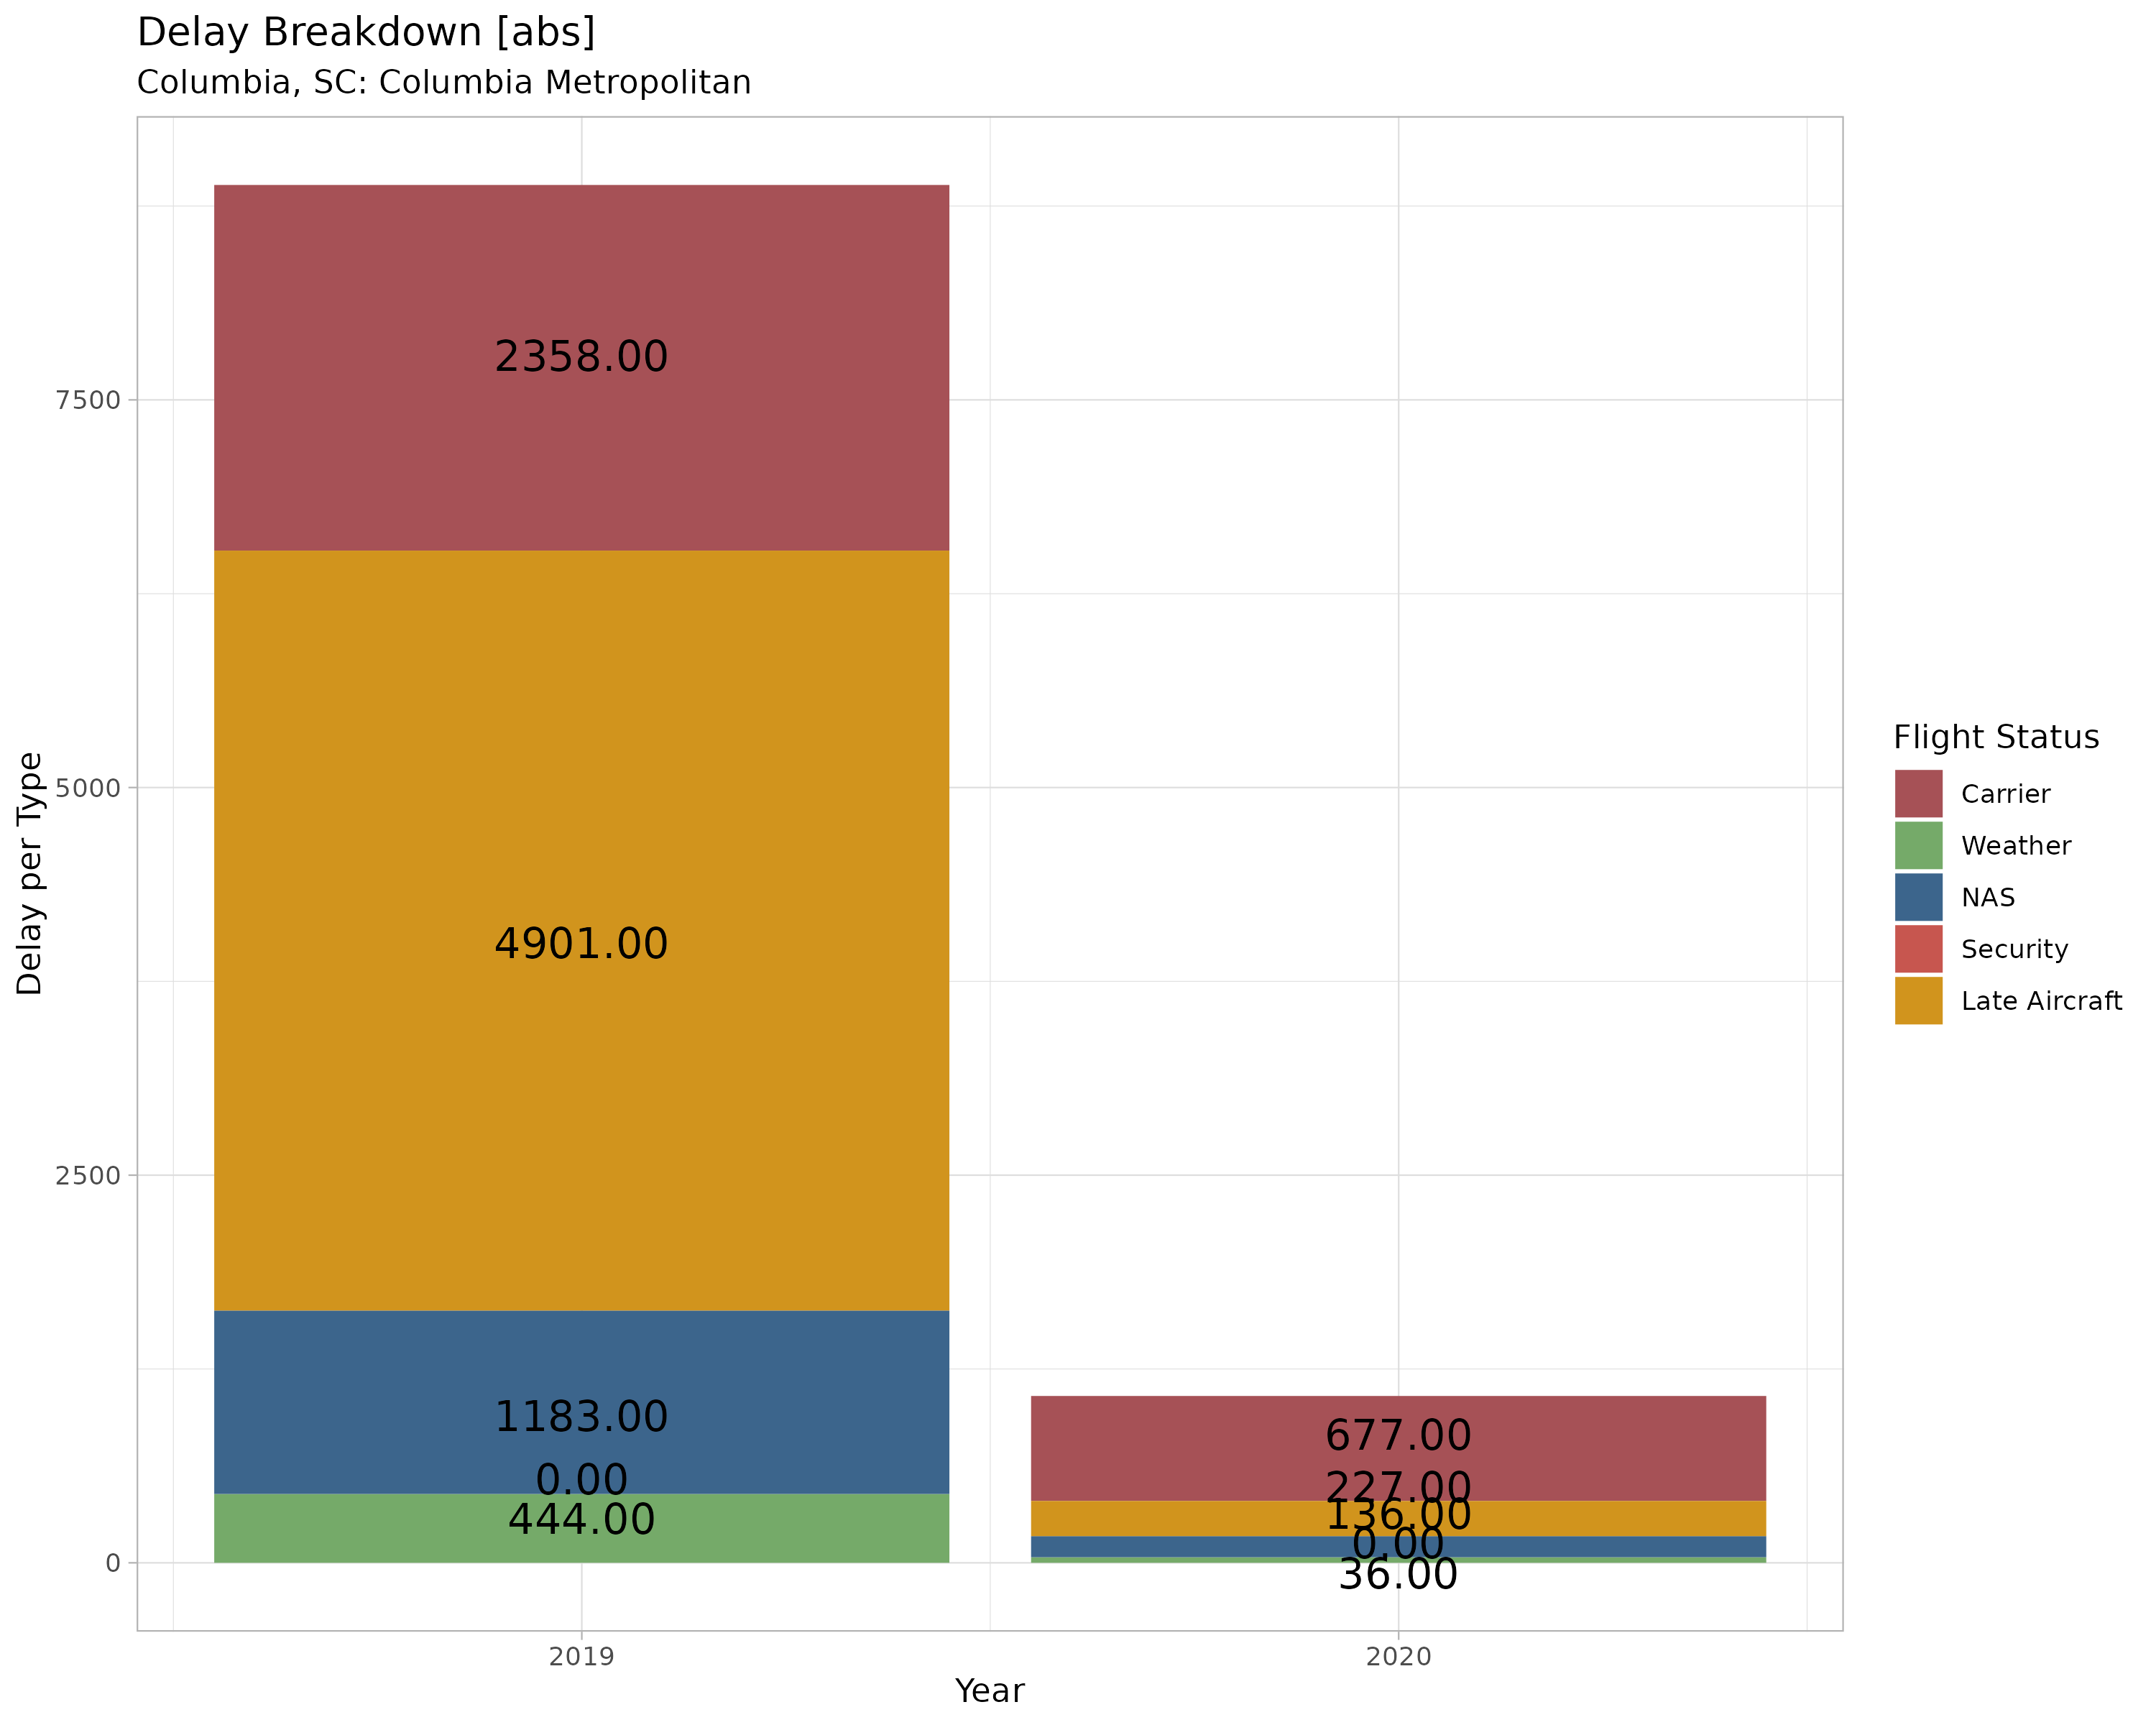 Delay Breakdown [abs]
Columbia, SC: Columbia Metropolitan
Delay per Type
7500
5000
2500
0
2358.00
4901.00
1183.00
0.00
444.00
677.00
227.00
136.00
0.00
36.00
2019
2020
Year
Flight Status
Carrier
Weather
NAS
Security
Late Aircraft